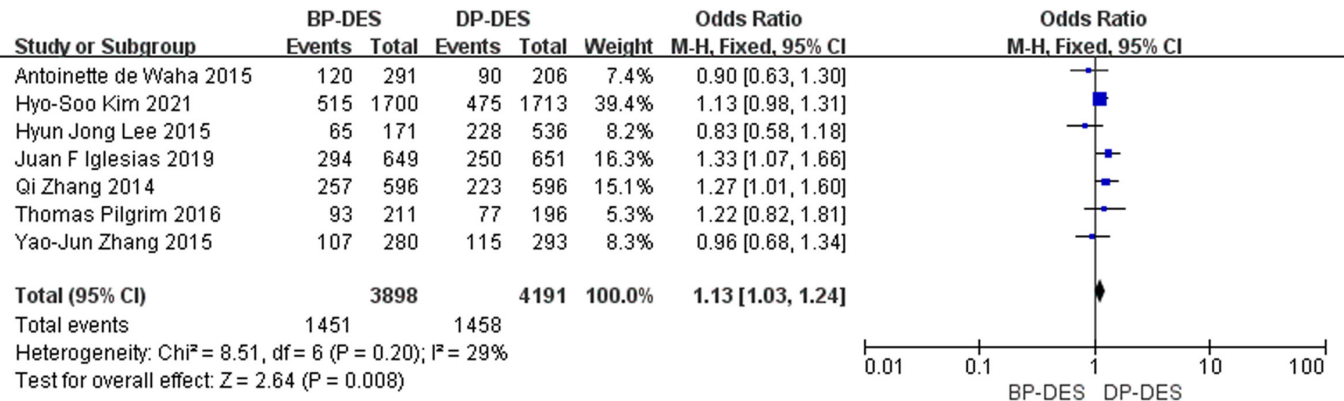 BP-DES DP-DES Odds Ratio Odds Ratio
Study or Subgroup Events Total Events Total Weight M-H, Fixed, 95% CI M-H, Fixed, 95% CI
Antoinette de Waha 2015 120 291 90 206 7.4% 0.90 [0.63, 1.30]
Hyo-Soo Kim 2021 515 1700 475 1713 39.4% 1.13 [0.98, 1.31]
Hyun Jong Lee 2015 65 171 228 536 8.2% 0.83 [0.58, 1.18]
Juan F Iglesias 2019 294 649 250 651 16.3% 1.33 [1.07, 1.66]
Qi Zhang 2014 257 596 223 596 15.1% 1.27 [1.01, 1.60]
Thomas Pilgrim 2016 93 211 77 196 5.3% 1.22 [0.82, 1.81]
Yao-Jun Zhang 2015 107 280 115 293 8.3% 0.96 [0.68, 1.34]
Total (95% CI) 3898 4191 100.0% 1.13 [1.03, 1.24]
Total events 1451 1458
Heterogeneity: Chi² = 8.51, df = 6 (P = 0.20); I² = 29%
Test for overall effect: Z = 2.64 (P = 0.008)
0.01 0.1 1 10 100
BP-DES DP-DES